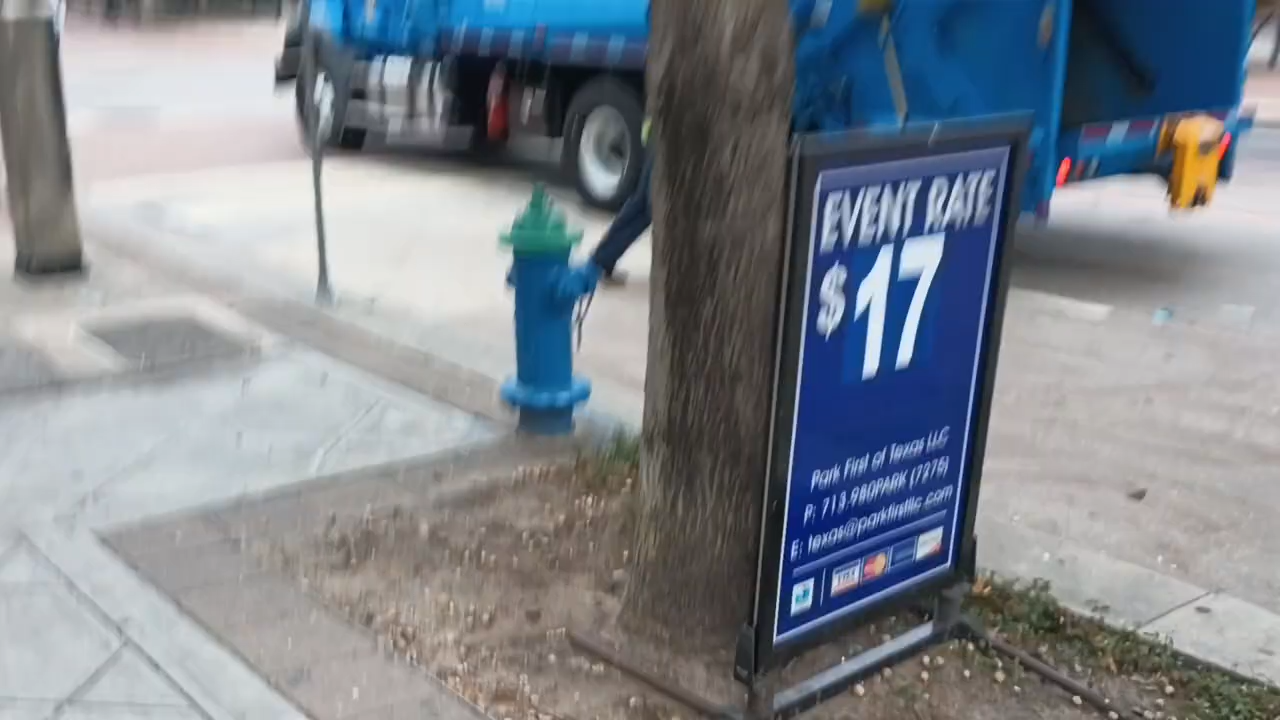 EVENT RATE
$17
Park First of Texas LLC
P: 713.980PARK (7275)
E: texas@parkfirstllc.com